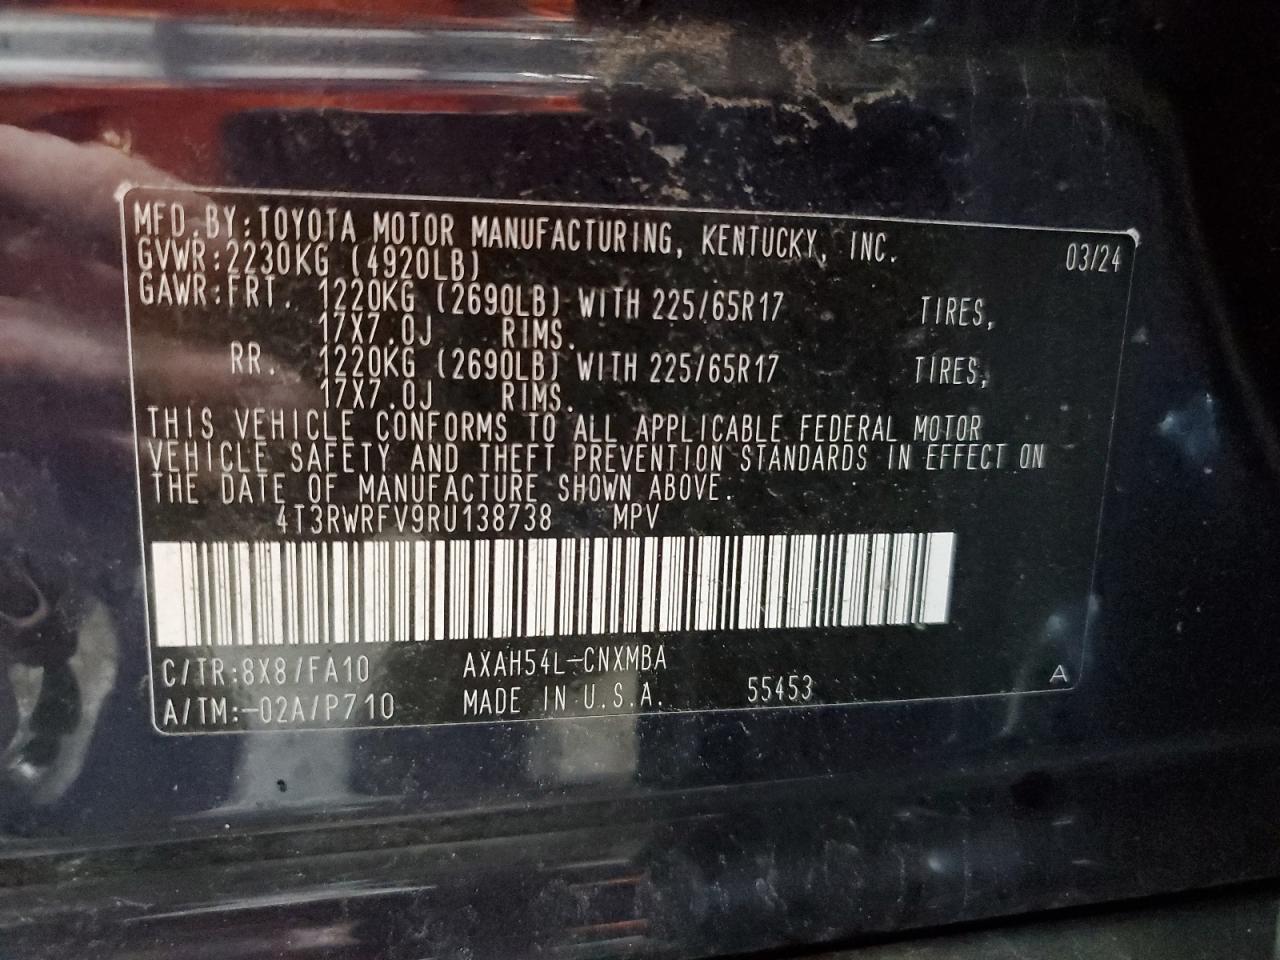 MFD.BY:TOYOTA MOTOR MANUFACTURING, KENTUCKY, INC. 03/24
GVWR:2230KG (4920LB)
GAWR:FRT. 1220KG (2690LB) WITH 225/65R17 TIRES,
17X7.0J RIMS.
RR. 1220KG (2690LB) WITH 225/65R17 TIRES,
17X7.0J RIMS.
THIS VEHICLE CONFORMS TO ALL APPLICABLE FEDERAL MOTOR
VEHICLE SAFETY AND THEFT PREVENTION STANDARDS IN EFFECT ON
THE DATE OF MANUFACTURE SHOWN ABOVE.
4T3RWRFV9RU138738 MPV
C/TR:8X8/FA10 AXAH54L-CNXMBA
A/TM:-02A/P710 MADE IN U.S.A. 55453 A